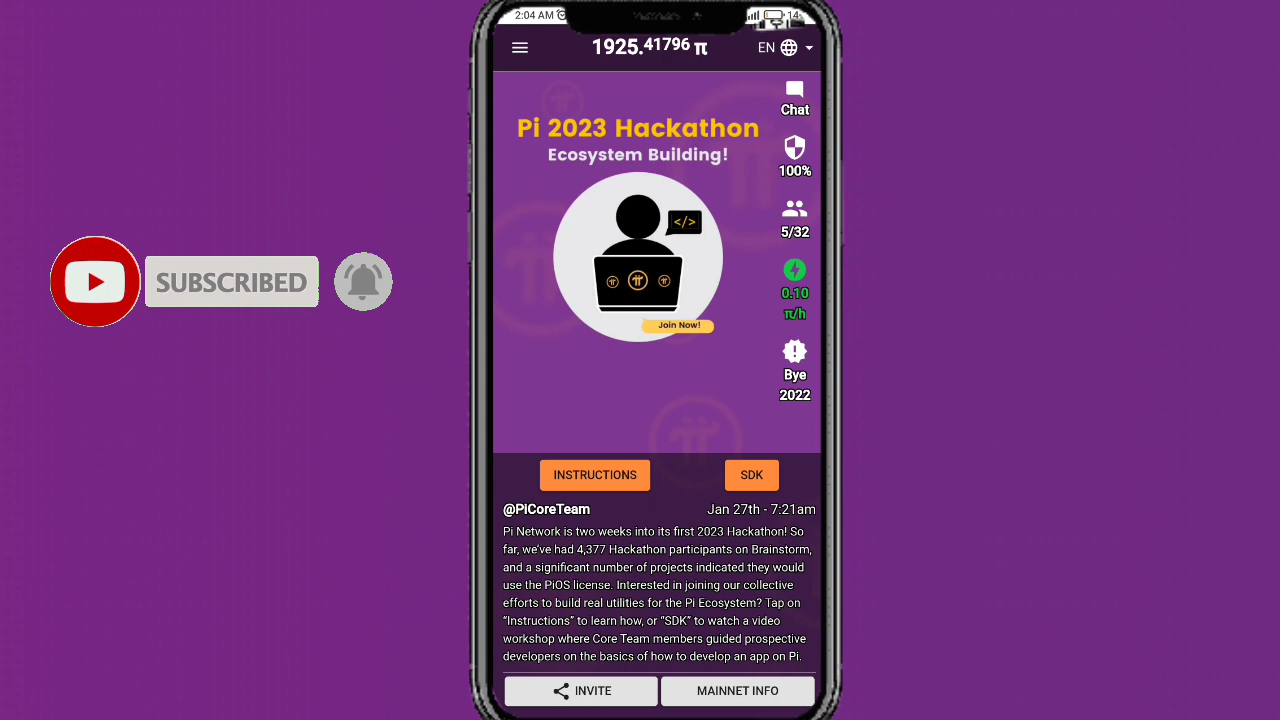 2:04 AM
14
1925.41796 π
EN
Chat
Pi 2023 Hackathon
Ecosystem Building!
100%
</>
5/32
SUBSCRIBED
0.10
π/h
Join Now!
Bye
2022
INSTRUCTIONS
SDK
@PiCoreTeam
Jan 27th - 7:21am
Pi Network is two weeks into its first 2023 Hackathon! So
far, we've had 4,377 Hackathon participants on Brainstorm,
and a significant number of projects indicated they would
use the PiOS license. Interested in joining our collective
efforts to build real utilities for the Pi Ecosystem? Tap on
“Instructions” to learn how, or “SDK” to watch a video
workshop where Core Team members guided prospective
developers on the basics of how to develop an app on Pi.
INVITE
MAINNET INFO